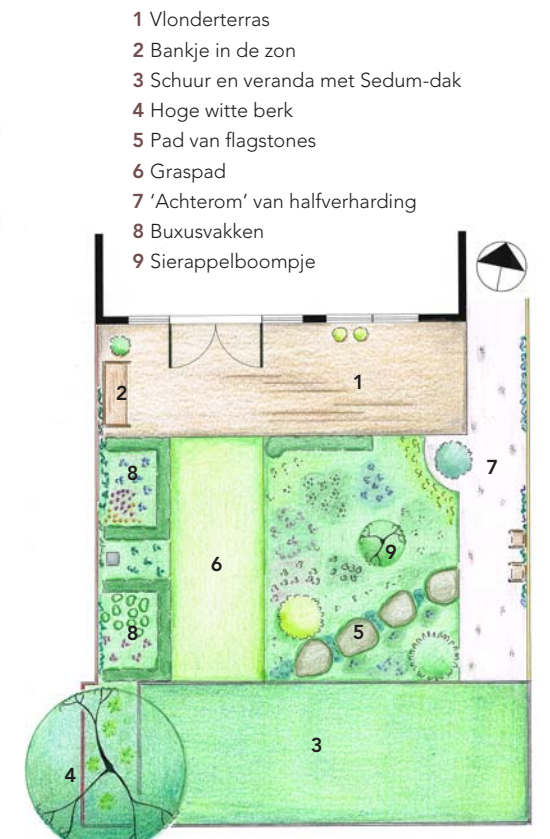 1 Vlonderterras
2 Bankje in de zon
3 Schuur en veranda met Sedum-dak
4 Hoge witte berk
5 Pad van flagstones
6 Graspad
7 ‘Achterom’ van halfverharding
8 Buxusvakken
9 Sierappelboompje
1
2
8
7
9
6
5
8
3
4